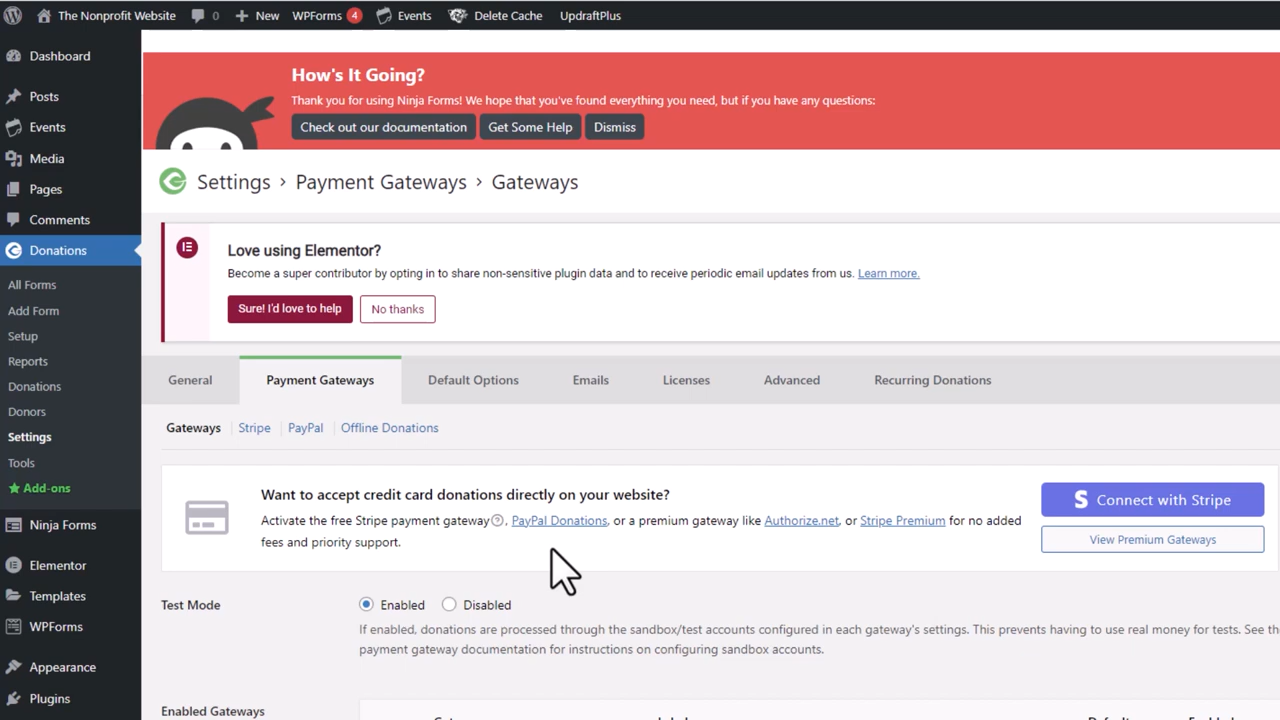 The Nonprofit Website 0 New WPForms 4 Events Delete Cache UpdraftPlus
Dashboard
Posts
Events
Media
Pages
Comments
Donations
All Forms
Add Form
Setup
Reports
Donations
Donors
Settings
Tools
Add-ons
Ninja Forms
Elementor
Templates
WPForms
Appearance
Plugins
How's It Going?
Thank you for using Ninja Forms! We hope that you've found everything you need, but if you have any questions:
Check out our documentation Get Some Help Dismiss
Settings › Payment Gateways › Gateways
Love using Elementor?
Become a super contributor by opting in to share non-sensitive plugin data and to receive periodic email updates from us. Learn more.
Sure! I'd love to help No thanks
General Payment Gateways Default Options Emails Licenses Advanced Recurring Donations
Gateways | Stripe | PayPal | Offline Donations
Want to accept credit card donations directly on your website?
Activate the free Stripe payment gateway?, PayPal Donations, or a premium gateway like Authorize.net, or Stripe Premium for no added
fees and priority support.
S Connect with Stripe
View Premium Gateways
Test Mode Enabled Disabled
If enabled, donations are processed through the sandbox/test accounts configured in each gateway's settings. This prevents having to use real money for tests. See the
payment gateway documentation for instructions on configuring sandbox accounts.
Enabled Gateways